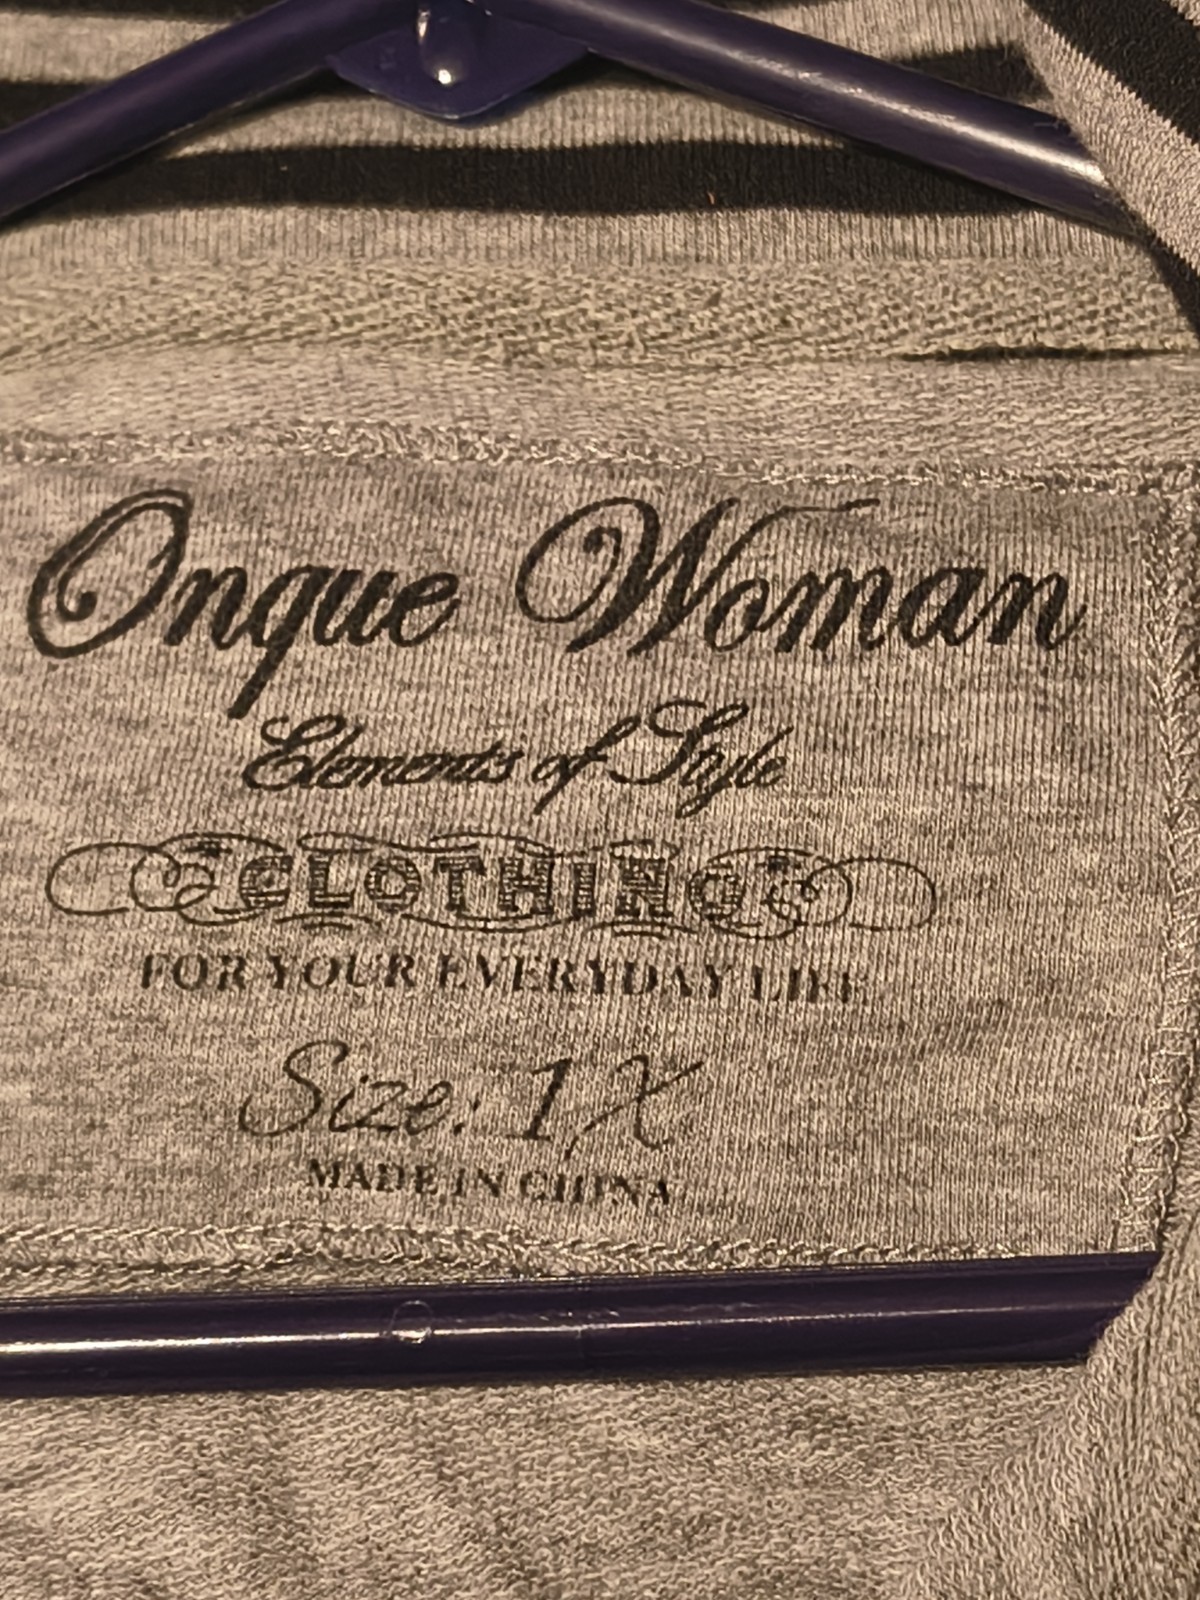 Onque Woman
Elements of Style
CLOTHING
FOR YOUR EVERYDAY LIFE
Size: 1X
MADE IN CHINA